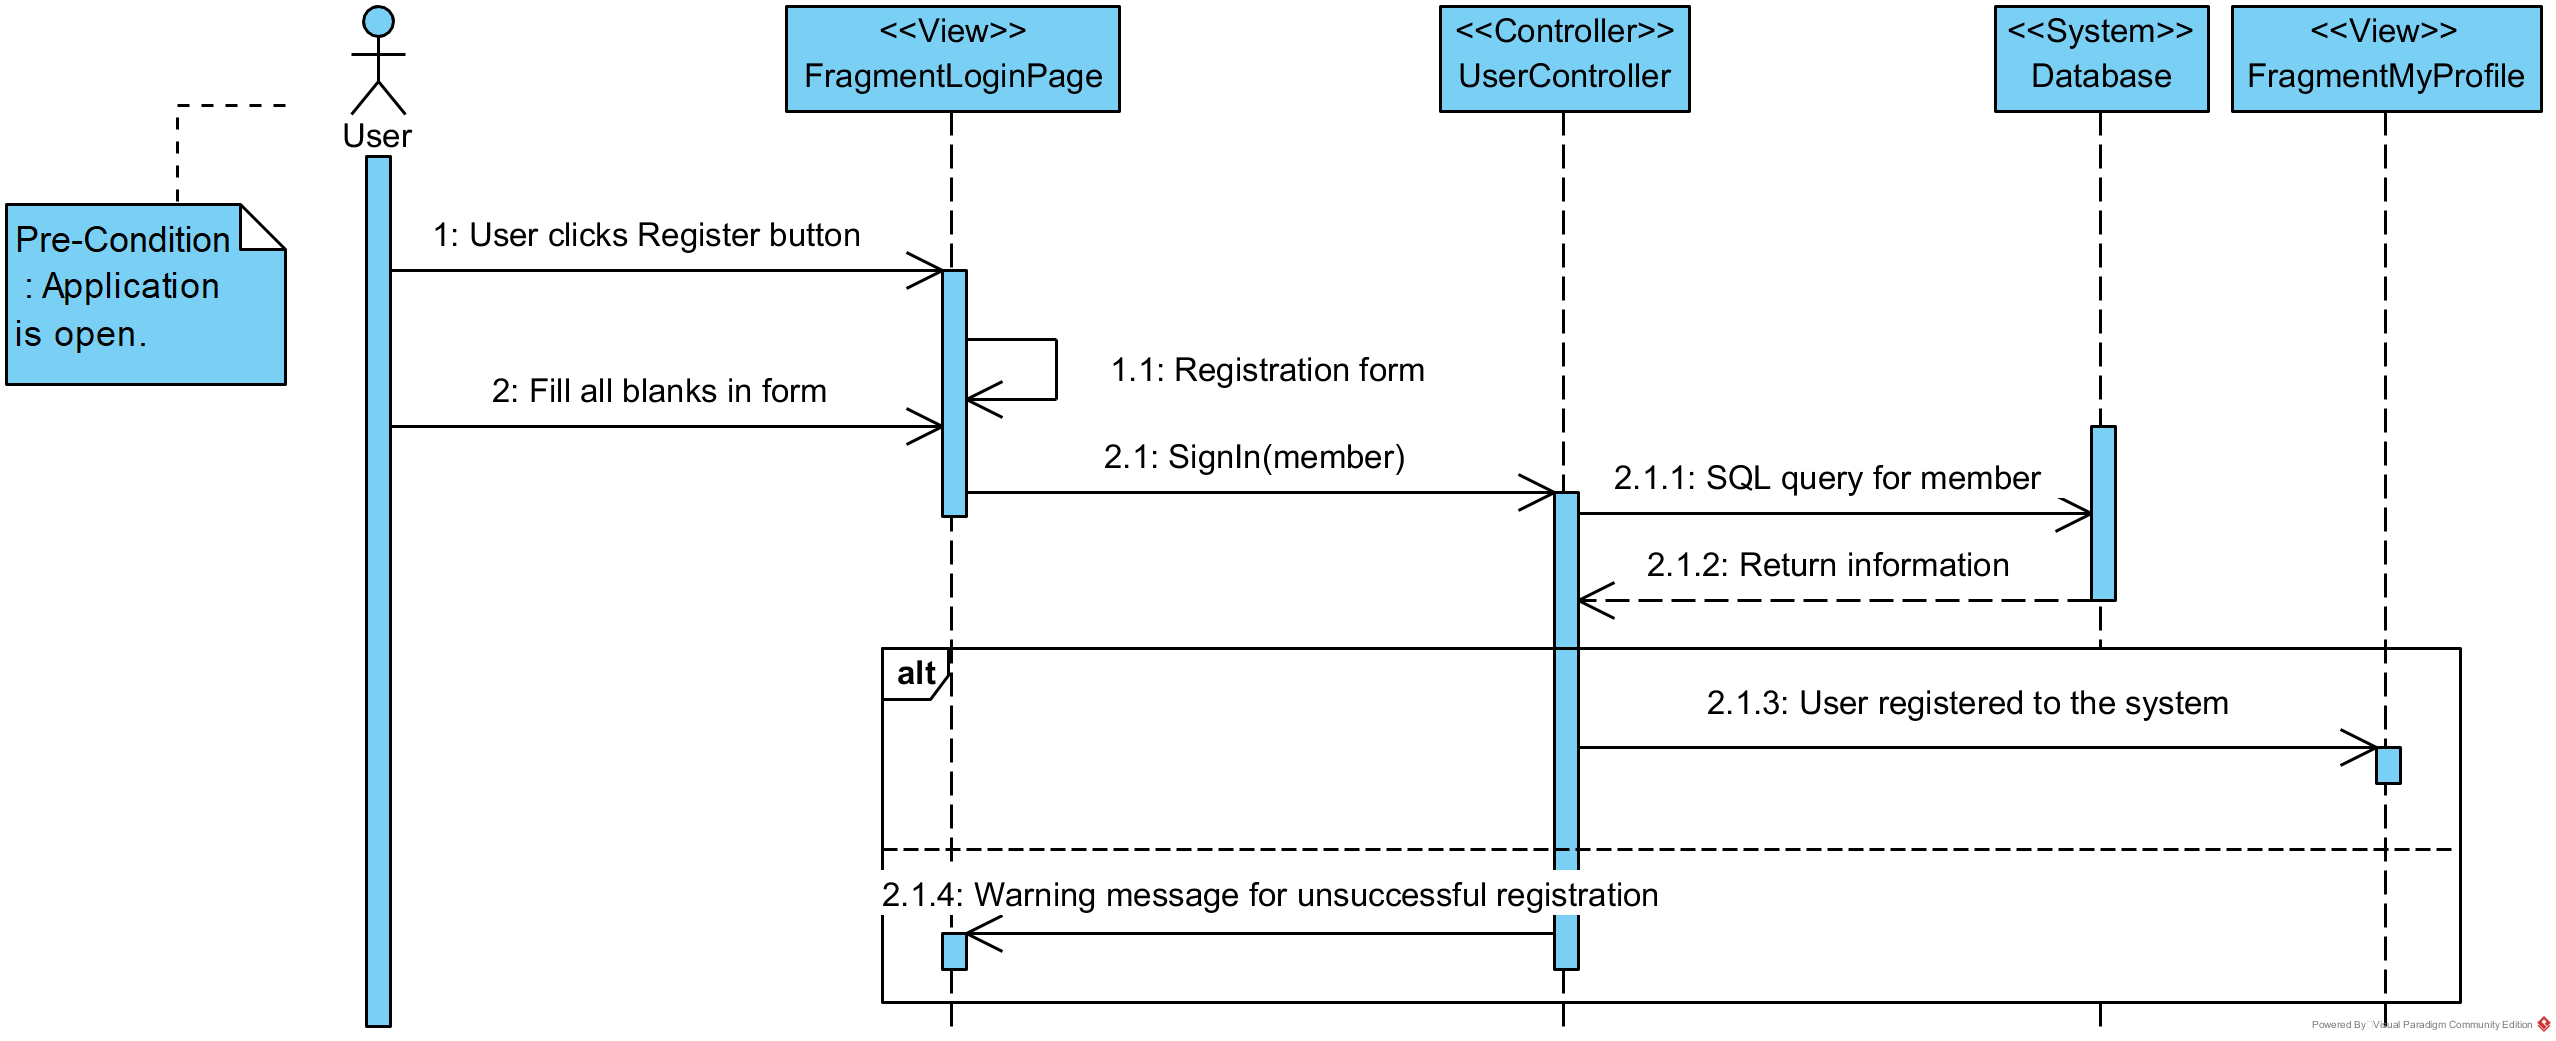 <<View>>
FragmentLoginPage
<<Controller>>
UserController
<<System>>
Database
<<View>>
FragmentMyProfile
User
Pre-Condition
: Application
is open.
1: User clicks Register button
1.1: Registration form
2: Fill all blanks in form
2.1: SignIn(member)
2.1.1: SQL query for member
2.1.2: Return information
alt
2.1.3: User registered to the system
2.1.4: Warning message for unsuccessful registration
Powered By Visual Paradigm Community Edition